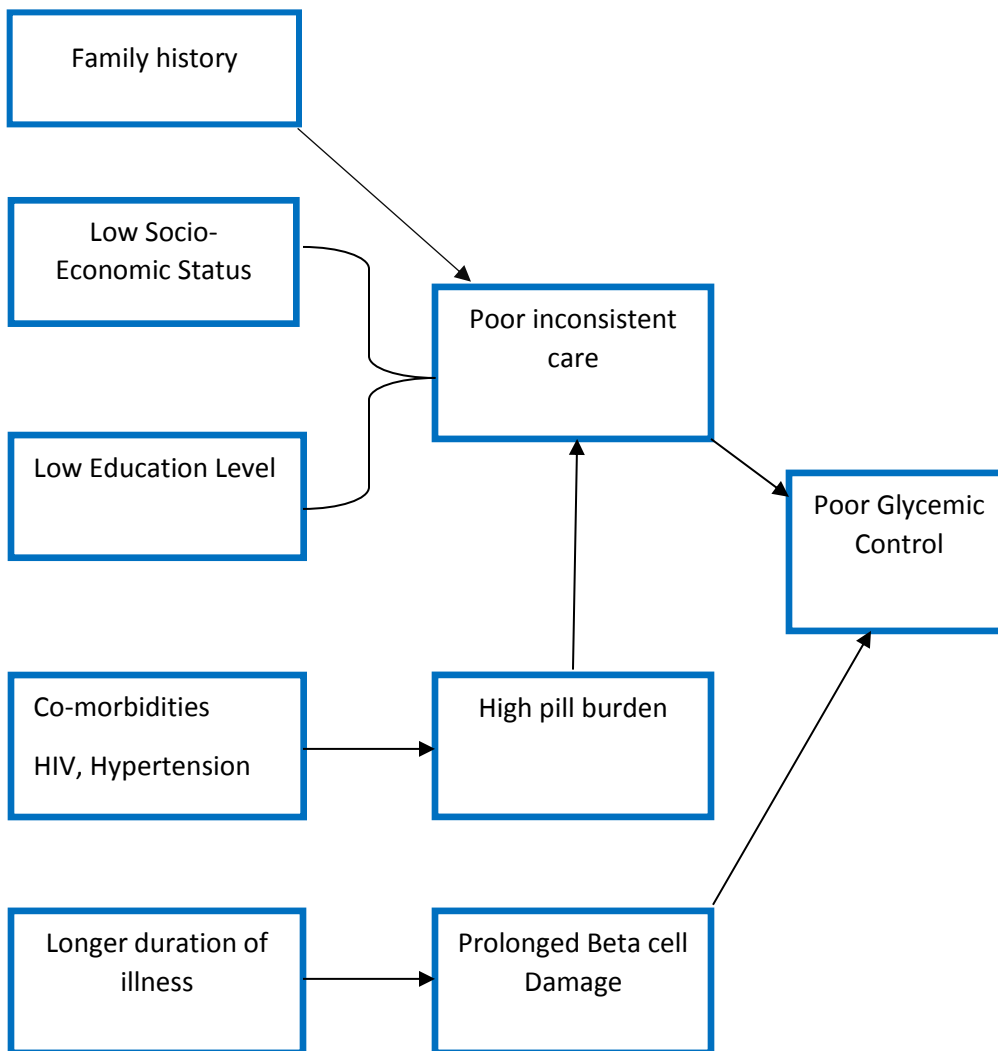 Family history
Low Socio-
Economic Status
Poor inconsistent
care
Low Education Level
Poor Glycemic
Control
Co-morbidities
HIV, Hypertension
High pill burden
Longer duration of
illness
Prolonged Beta cell
Damage